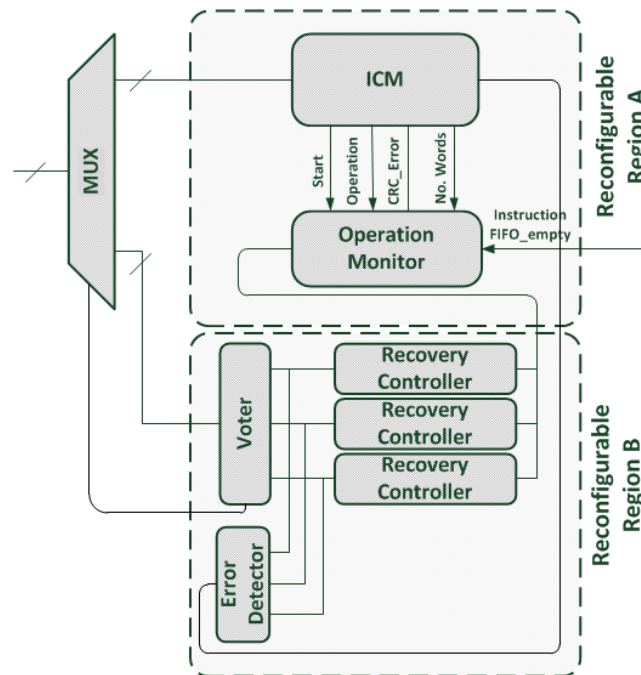 MUX
ICM
Start
Operation
CRC_Error
No. Words
Operation
Monitor
Instruction
FIFO_empty
Reconfigurable
Region A
Voter
Recovery
Controller
Recovery
Controller
Recovery
Controller
Error
Detector
Reconfigurable
Region B